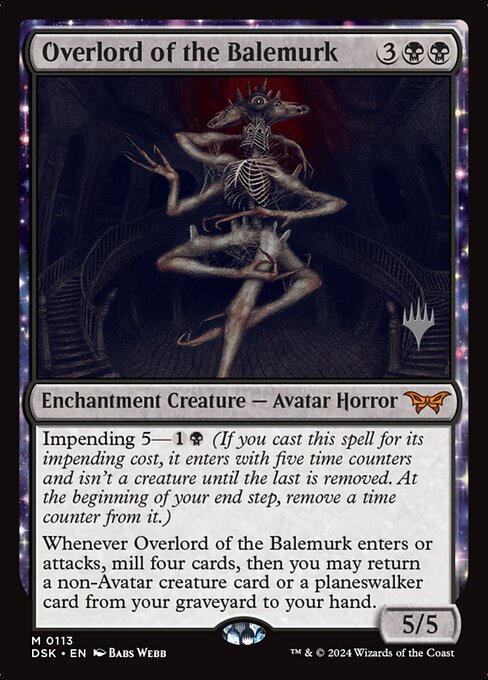 Overlord of the Balemurk 3
Enchantment Creature — Avatar Horror
Impending 5—1 (If you cast this spell for its
impending cost, it enters with five time counters
and isn't a creature until the last is removed. At
the beginning of your end step, remove a time
counter from it.)
Whenever Overlord of the Balemurk enters or
attacks, mill four cards, then you may return
a non-Avatar creature card or a planeswalker
card from your graveyard to your hand.
5/5
M 0113
DSK • EN Babs Webb
™ & © 2024 Wizards of the Coast